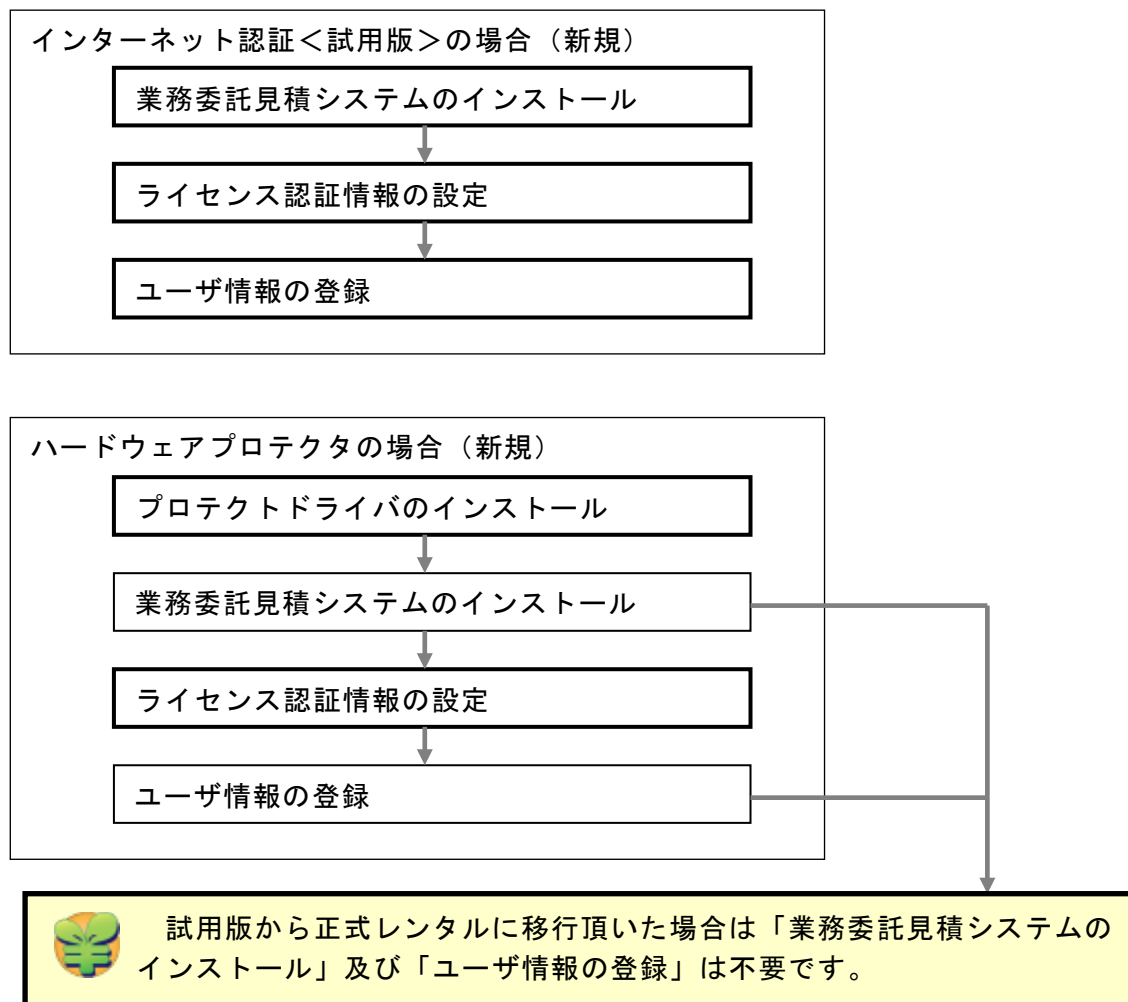 インターネット認証＜試用版＞の場合（新規）
業務委託見積システムのインストール
ライセンス認証情報の設定
ユーザ情報の登録
ハードウェアプロテクタの場合（新規）
プロテクトドライバのインストール
業務委託見積システムのインストール
ライセンス認証情報の設定
ユーザ情報の登録
試用版から正式レンタルに移行頂いた場合は「業務委託見積システムの
インストール」及び「ユーザ情報の登録」は不要です。